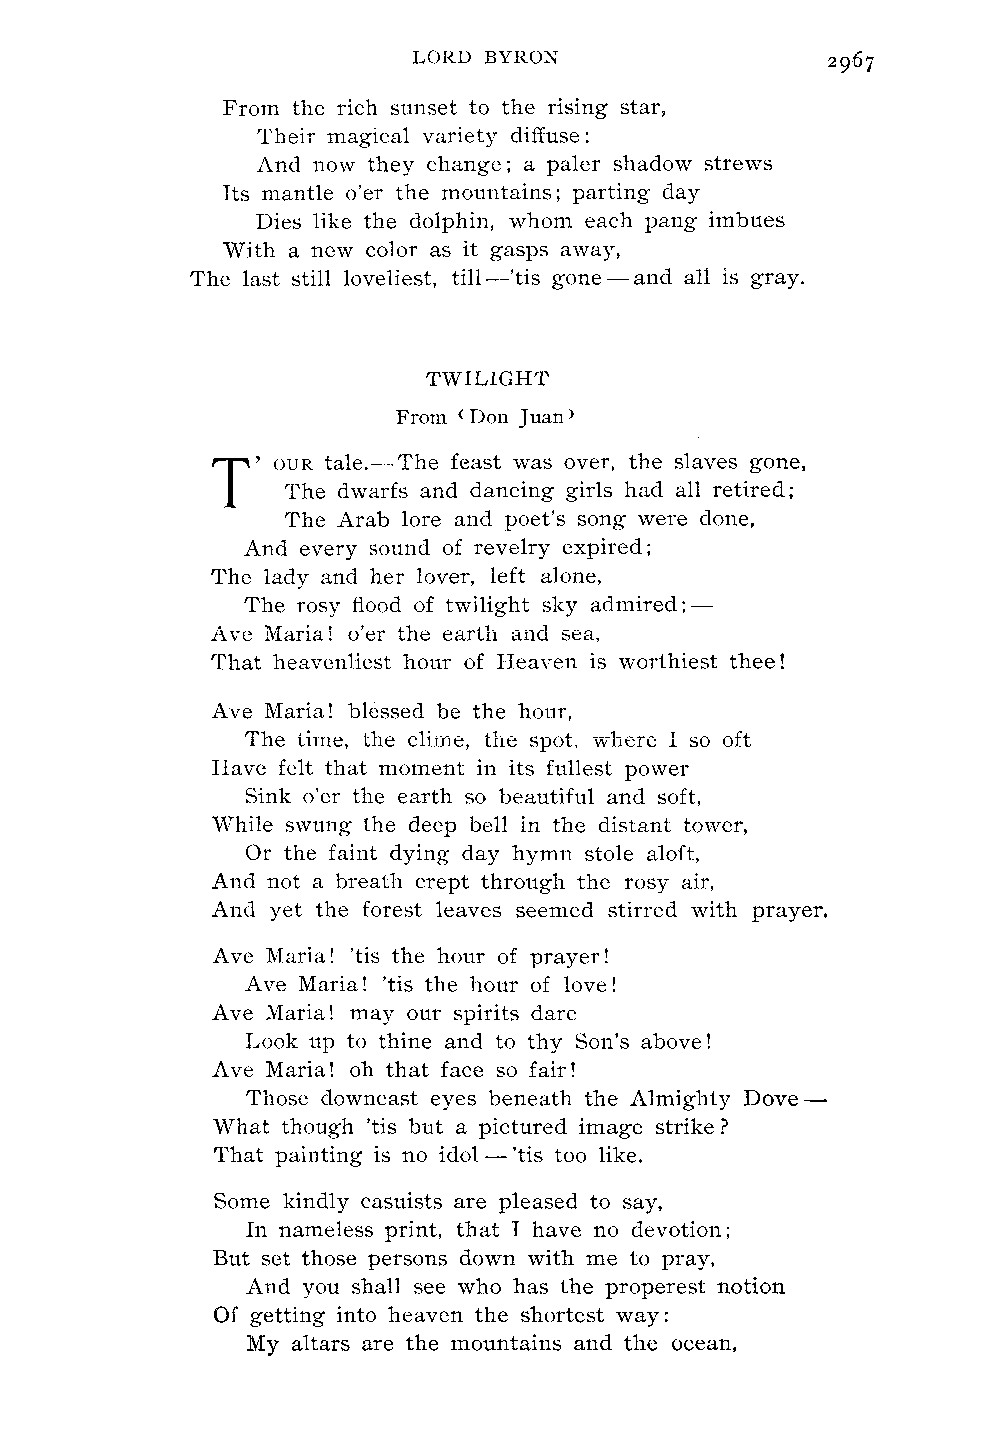 LORD BYRON 2967
From the rich sunset to the rising star,
Their magical variety diffuse:
And now they change; a paler shadow strews
Its mantle o'er the mountains; parting day
Dies like the dolphin, whom each pang imbues
With a new color as it gasps away,
The last still loveliest, till—'tis gone—and all is gray.
TWILIGHT
From ‹Don Juan›
T' OUR tale.—The feast was over, the slaves gone,
The dwarfs and dancing girls had all retired;
The Arab lore and poet's song were done,
And every sound of revelry expired;
The lady and her lover, left alone,
The rosy flood of twilight sky admired;—
Ave Maria! o'er the earth and sea,
That heavenliest hour of Heaven is worthiest thee!
Ave Maria! blessed be the hour,
The time, the clime, the spot, where I so oft
Have felt that moment in its fullest power
Sink o'er the earth so beautiful and soft,
While swung the deep bell in the distant tower,
Or the faint dying day hymn stole aloft,
And not a breath crept through the rosy air,
And yet the forest leaves seemed stirred with prayer.
Ave Maria! 'tis the hour of prayer!
Ave Maria! 'tis the hour of love!
Ave Maria! may our spirits dare
Look up to thine and to thy Son's above!
Ave Maria! oh that face so fair!
Those downcast eyes beneath the Almighty Dove—
What though 'tis but a pictured image strike?
That painting is no idol—'tis too like.
Some kindly casuists are pleased to say,
In nameless print, that I have no devotion;
But set those persons down with me to pray,
And you shall see who has the properest notion
Of getting into heaven the shortest way:
My altars are the mountains and the ocean,